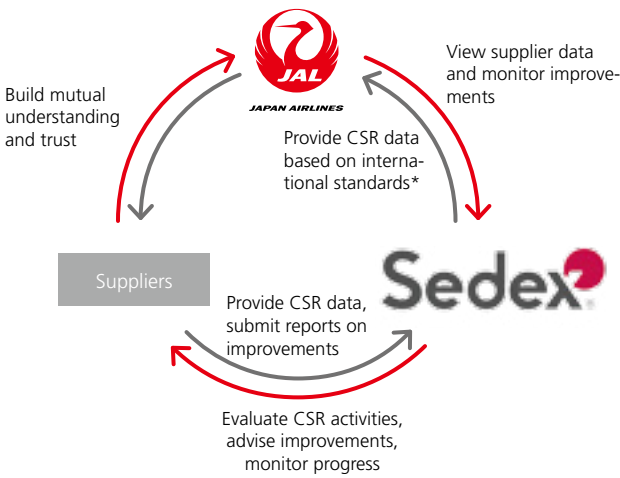 JAL
JAPAN AIRLINES
View supplier data
and monitor improve-
ments
Build mutual
understanding
and trust
Provide CSR data
based on interna-
tional standards*
Suppliers
Sedex
Provide CSR data,
submit reports on
improvements
Evaluate CSR activities,
advise improvements,
monitor progress